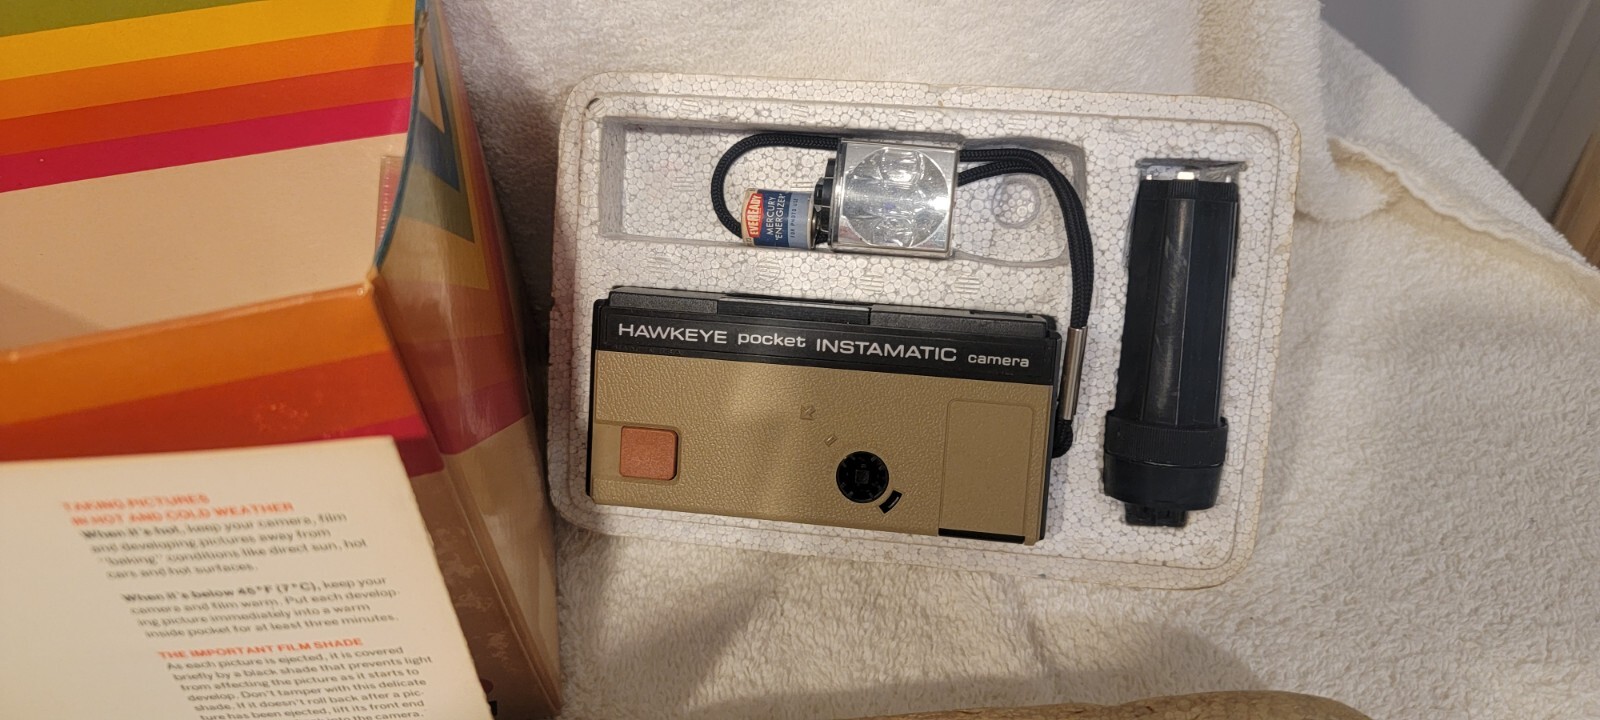 HAWKEYE pocket INSTAMATIC camera
EVEREADY
MERCURY
"ENERGIZER"
TAKING PICTURES
IN HOT AND COLD WEATHER
When it's hot, keep your camera, film
and developing pictures away from
"baking" conditions like direct sun, hot
cars and hot surfaces.
When it's below 45°F (7°C), keep your
camera and film warm. Put each develop-
ing picture immediately into a warm
inside pocket for at least three minutes.
THE IMPORTANT FILM SHADE
As each picture is ejected, it is covered
briefly by a black shade that prevents light
from affecting the picture as it starts to
develop. Don't tamper with this delicate
shade. If it doesn't roll back after a pic-
ture has been ejected, lift its front end
into the camera.